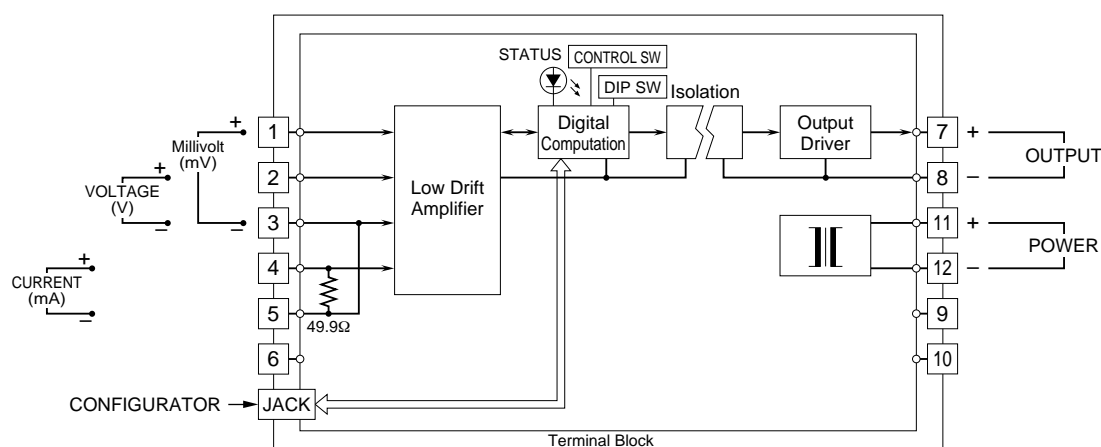 STATUS
CONTROL SW
DIP SW
Isolation
+
1
Millivolt
(mV)
Digital
Computation
Output
Driver
7
+
OUTPUT
+
VOLTAGE
(V)
2
8
−
−
−
3
Low Drift
Amplifier
11
+
POWER
+
CURRENT
(mA)
4
12
−
−
5
49.9Ω
9
6
10
CONFIGURATOR
JACK
Terminal Block